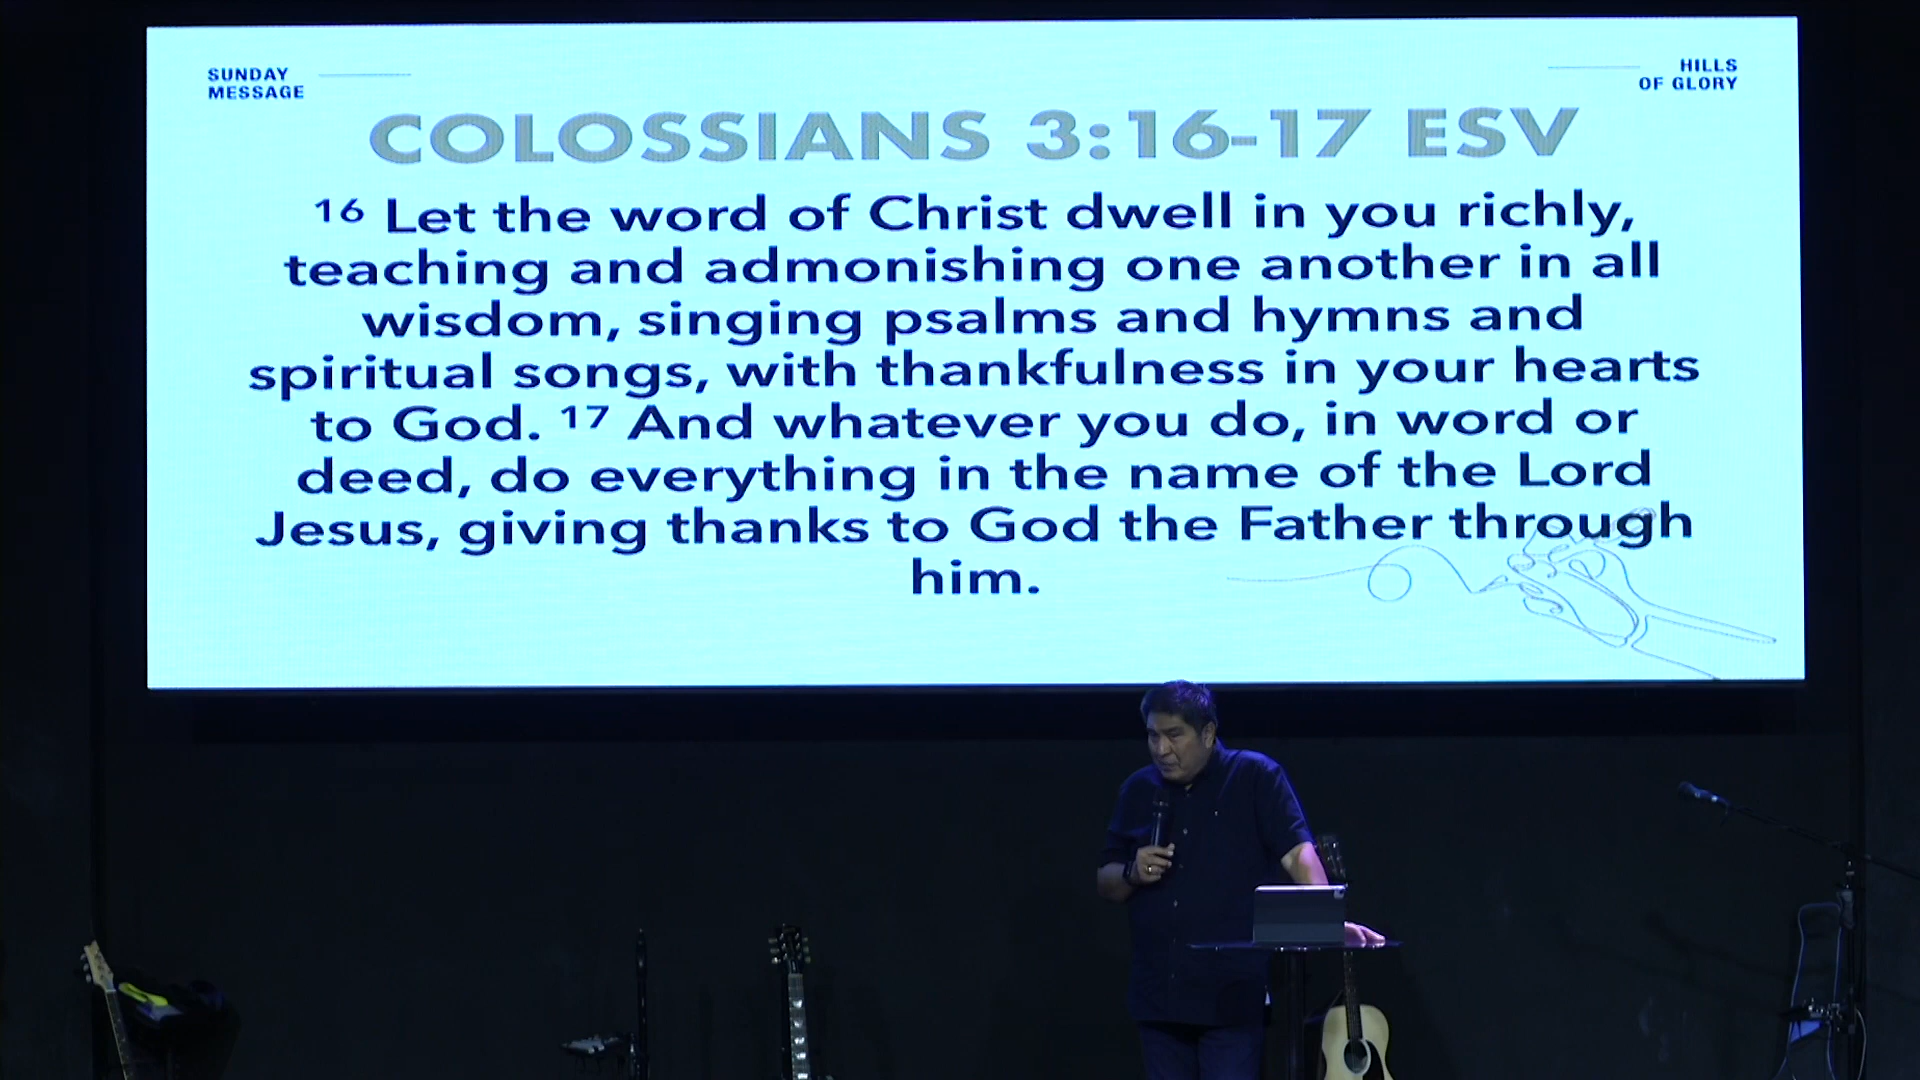 SUNDAY
MESSAGE
HILLS
OF GLORY
COLOSSIANS 3:16-17 ESV
16 Let the word of Christ dwell in you richly,
teaching and admonishing one another in all
wisdom, singing psalms and hymns and
spiritual songs, with thankfulness in your hearts
to God. 17 And whatever you do, in word or
deed, do everything in the name of the Lord
Jesus, giving thanks to God the Father through
him.